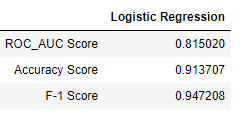 Logistic Regression
ROC_AUC Score 0.815020
Accuracy Score 0.913707
F-1 Score 0.947208